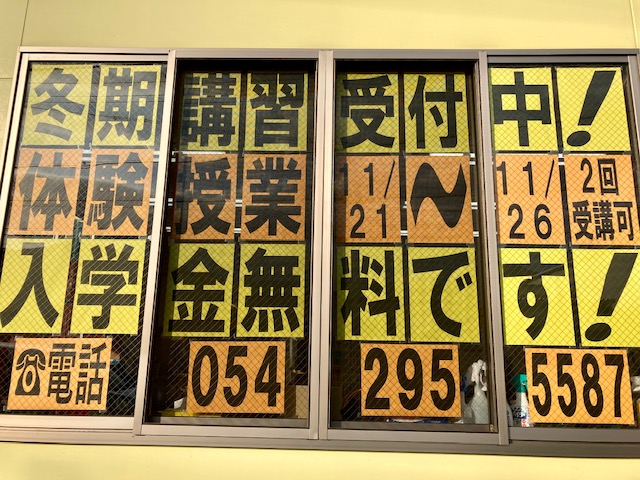 冬期講習受付中!
体験授業11/21~11/26 2回受講可
入学金無料です!
☎電話 054 295 5587